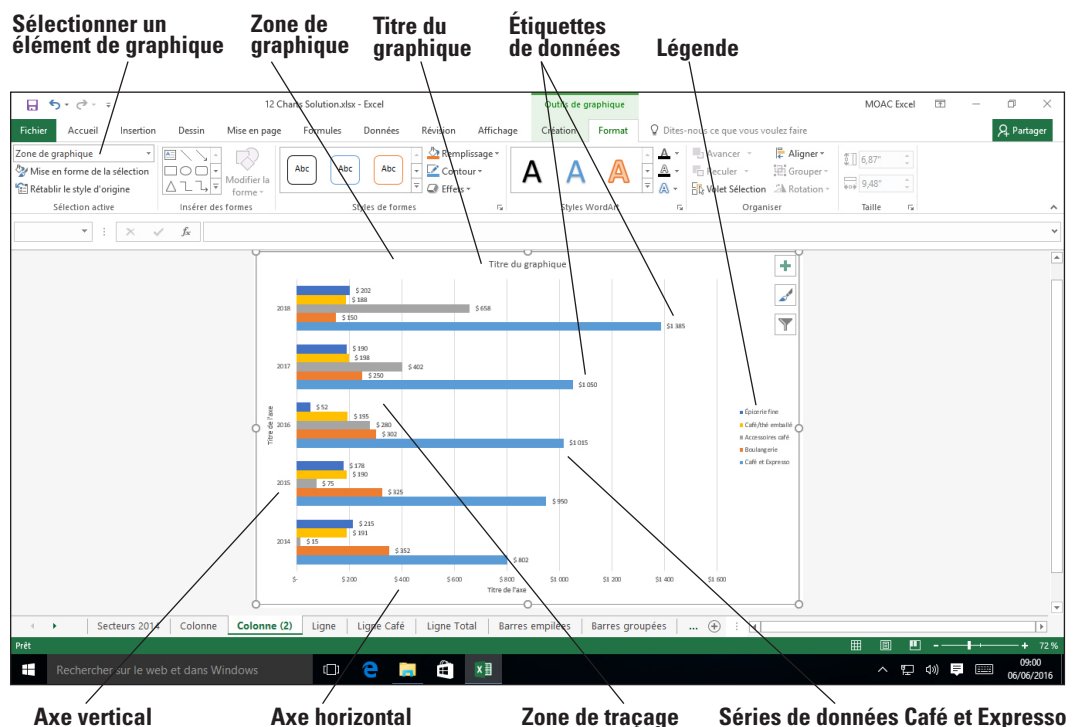 Sélectionner un
élément de graphique
Zone de
graphique
Titre du
graphique
Étiquettes
de données
Légende
12 Charts Solution.xlsx - Excel
Outils de graphique
MOAC Excel
Fichier Accueil Insertion Dessin Mise en page Formules Données Révision Affichage Création Format Dites-nous ce que vous voulez faire Partager
Zone de graphique
Mise en forme de la sélection
Rétablir le style d'origine
Sélection active
Modifier la
forme
Insérer des formes
Abc Abc Abc
Remplissage
Contour
Effets
Styles de formes
A A A
A
A
A
Styles WordArt
Avancer
Reculer
Volet Sélection
Aligner
Grouper
Rotation
Organiser
6,87"
9,48"
Taille
fx
Titre du graphique
2018
$ 202
$ 188
$ 658
$ 150
$1 385
2017
$ 190
$ 198
$ 402
$ 250
$1 050
2016
$ 52
$ 195
$ 280
$ 302
$1 015
2015
$ 178
$ 190
$ 75
$ 325
$ 950
2014
$ 215
$ 191
$ 15
$ 352
$ 802
Titre de l'axe
$- $ 200 $ 400 $ 600 $ 800 $1 000 $1 200 $1 400 $1 600
Titre de l'axe
Épicerie fine
Café/thé emballé
Accessoires café
Boulangerie
Café et Expresso
Secteurs 2014 Colonne Colonne (2) Ligne Ligne Café Ligne Total Barres empilées Barres groupées ...
Prêt
72 %
Rechercher sur le web et dans Windows
09:00
06/06/2016
Axe vertical
Axe horizontal
Zone de traçage
Séries de données Café et Expresso